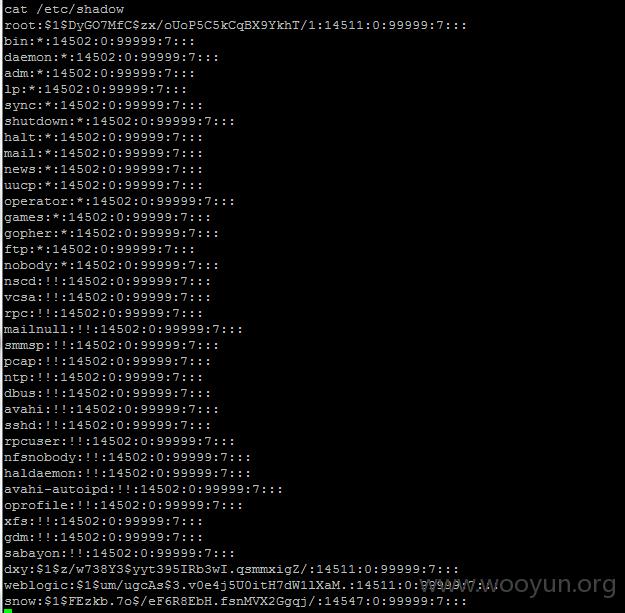 cat /etc/shadow
root:$1$DyGO7MfC$zx/oUoP5C5kCqBX9YkhT/1:14511:0:99999:7:::
bin:*:14502:0:99999:7:::
daemon:*:14502:0:99999:7:::
adm:*:14502:0:99999:7:::
lp:*:14502:0:99999:7:::
sync:*:14502:0:99999:7:::
shutdown:*:14502:0:99999:7:::
halt:*:14502:0:99999:7:::
mail:*:14502:0:99999:7:::
news:*:14502:0:99999:7:::
uucp:*:14502:0:99999:7:::
operator:*:14502:0:99999:7:::
games:*:14502:0:99999:7:::
gopher:*:14502:0:99999:7:::
ftp:*:14502:0:99999:7:::
nobody:*:14502:0:99999:7:::
nscd:!!:14502:0:99999:7:::
vcsa:!!:14502:0:99999:7:::
rpc:!!:14502:0:99999:7:::
mailnull:!!:14502:0:99999:7:::
smmsp:!!:14502:0:99999:7:::
pcap:!!:14502:0:99999:7:::
ntp:!!:14502:0:99999:7:::
dbus:!!:14502:0:99999:7:::
avahi:!!:14502:0:99999:7:::
sshd:!!:14502:0:99999:7:::
rpcuser:!!:14502:0:99999:7:::
nfsnobody:!!:14502:0:99999:7:::
haldaemon:!!:14502:0:99999:7:::
avahi-autoipd:!!:14502:0:99999:7:::
oprofile:!!:14502:0:99999:7:::
xfs:!!:14502:0:99999:7:::
gdm:!!:14502:0:99999:7:::
sabayon:!!:14502:0:99999:7:::
dxy:$1$z/w738Y3$yyt395IRb3wI.qsmmxigZ/:14511:0:99999:7:::
weblogic:$1$um/ugcAs$3.v0e4j5U0itH7dW1lXaM.:14511:0:99999:7:::
snow:$1$FEzkb.7o$/eF6R8EbH.fsnMVX2Ggqj/:14547:0:99999:7:::
www.wooyun.org